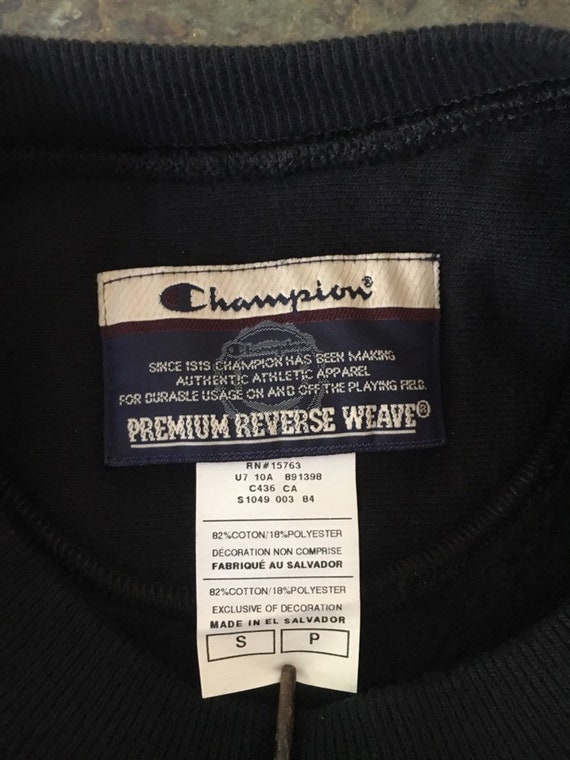 Champion®
SINCE 1919 CHAMPION HAS BEEN MAKING
AUTHENTIC ATHLETIC APPAREL
FOR DURABLE USAGE ON AND OFF THE PLAYING FIELD.
PREMIUM REVERSE WEAVE®
RN#15763
U7 10A 891398
C436 CA
S1049 003 84
82%COTON/18%POLYESTER
DÉCORATION NON COMPRISE
FABRIQUÉ AU SALVADOR
82%COTTON/18%POLYESTER
EXCLUSIVE OF DECORATION
MADE IN EL SALVADOR
S P